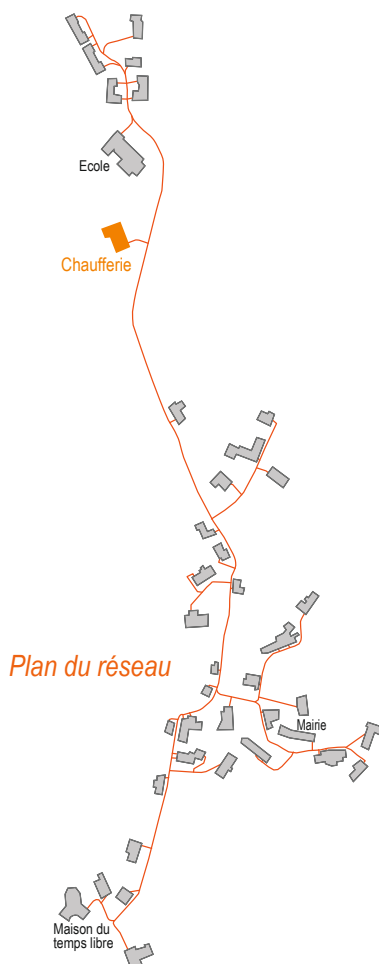 Ecole
Chaufferie
Plan du réseau
Mairie
Maison du
temps libre